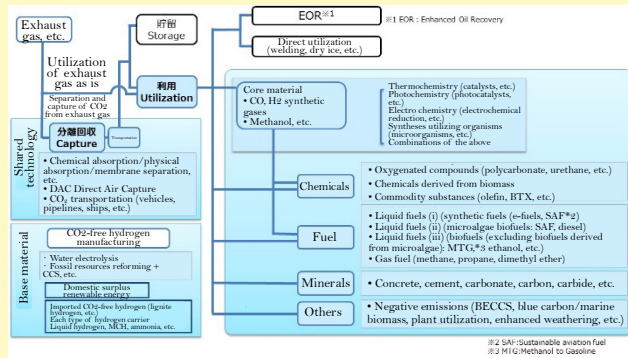 Exhaust
gas, etc.
貯留
Storage
EOR※1
※1 EOR : Enhanced Oil Recovery
Direct utilization
(welding, dry ice, etc.)
Utilization
of exhaust
gas as is
利用
Utilization
Separation and
capture of CO2
from exhaust gas
分離回収
Capture
Transportation
Shared
technology
• Chemical absorption/physical
absorption/membrane separation,
etc.
• DAC Direct Air Capture
• CO₂ transportation (vehicles,
pipelines, ships, etc.)
Base material
CO2-free hydrogen
manufacturing
· Water electrolysis
· Fossil resources reforming +
CCS, etc.
Domestic surplus
renewable energy
Imported CO2-free hydrogen (lignite
hydrogen, etc.)
Each type of hydrogen carrier
Liquid hydrogen, MCH, ammonia, etc.
Core material
• CO, H2 synthetic
gases
• Methanol, etc.
Thermochemistry (catalysts, etc.)
Photochemistry (photocatalysts,
etc.)
Electro chemistry (electrochemical
reduction, etc.)
Syntheses utilizing organisms
(microorganisms, etc.)
Combinations of the above
Chemicals
• Oxygenated compounds (polycarbonate, urethane, etc.)
• Chemicals derived from biomass
• Commodity substances (olefin, BTX, etc.)
Fuel
• Liquid fuels (i) (synthetic fuels (e-fuels, SAF*2)
• Liquid fuels (ii) (microalgae biofuels: SAF, diesel)
• Liquid fuels (iii) (biofuels (excluding biofuels derived
from microalgae): MTG,*3 ethanol, etc.)
• Gas fuel (methane, propane, dimethyl ether)
Minerals
• Concrete, cement, carbonate, carbon, carbide, etc.
Others
• Negative emissions (BECCS, blue carbon/marine
biomass, plant utilization, enhanced weathering, etc.)
※2 SAF:Sustainable aviation fuel
※3 MTG:Methanol to Gasoline